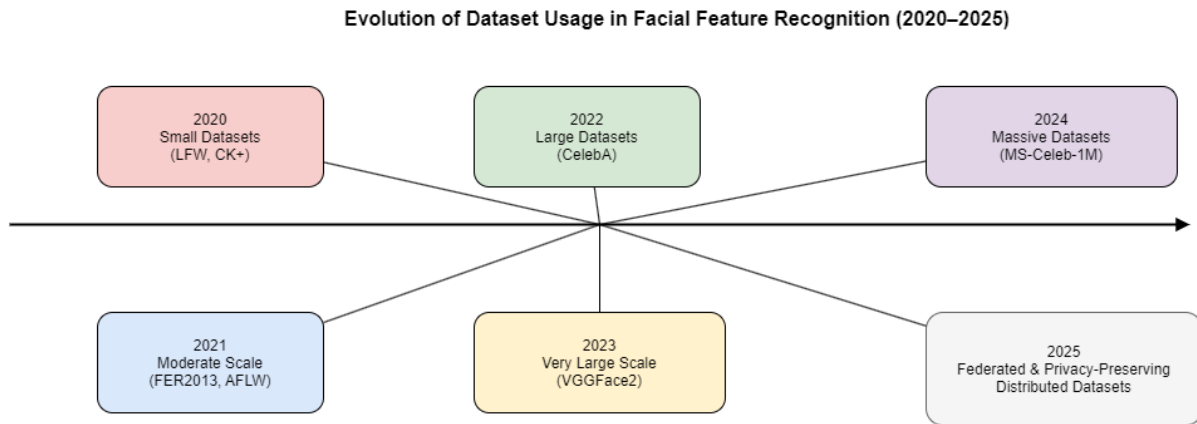 Evolution of Dataset Usage in Facial Feature Recognition (2020–2025)
2020
Small Datasets
(LFW, CK+)
2022
Large Datasets
(CelebA)
2024
Massive Datasets
(MS-Celeb-1M)
2021
Moderate Scale
(FER2013, AFLW)
2023
Very Large Scale
(VGGFace2)
2025
Federated & Privacy-Preserving
Distributed Datasets